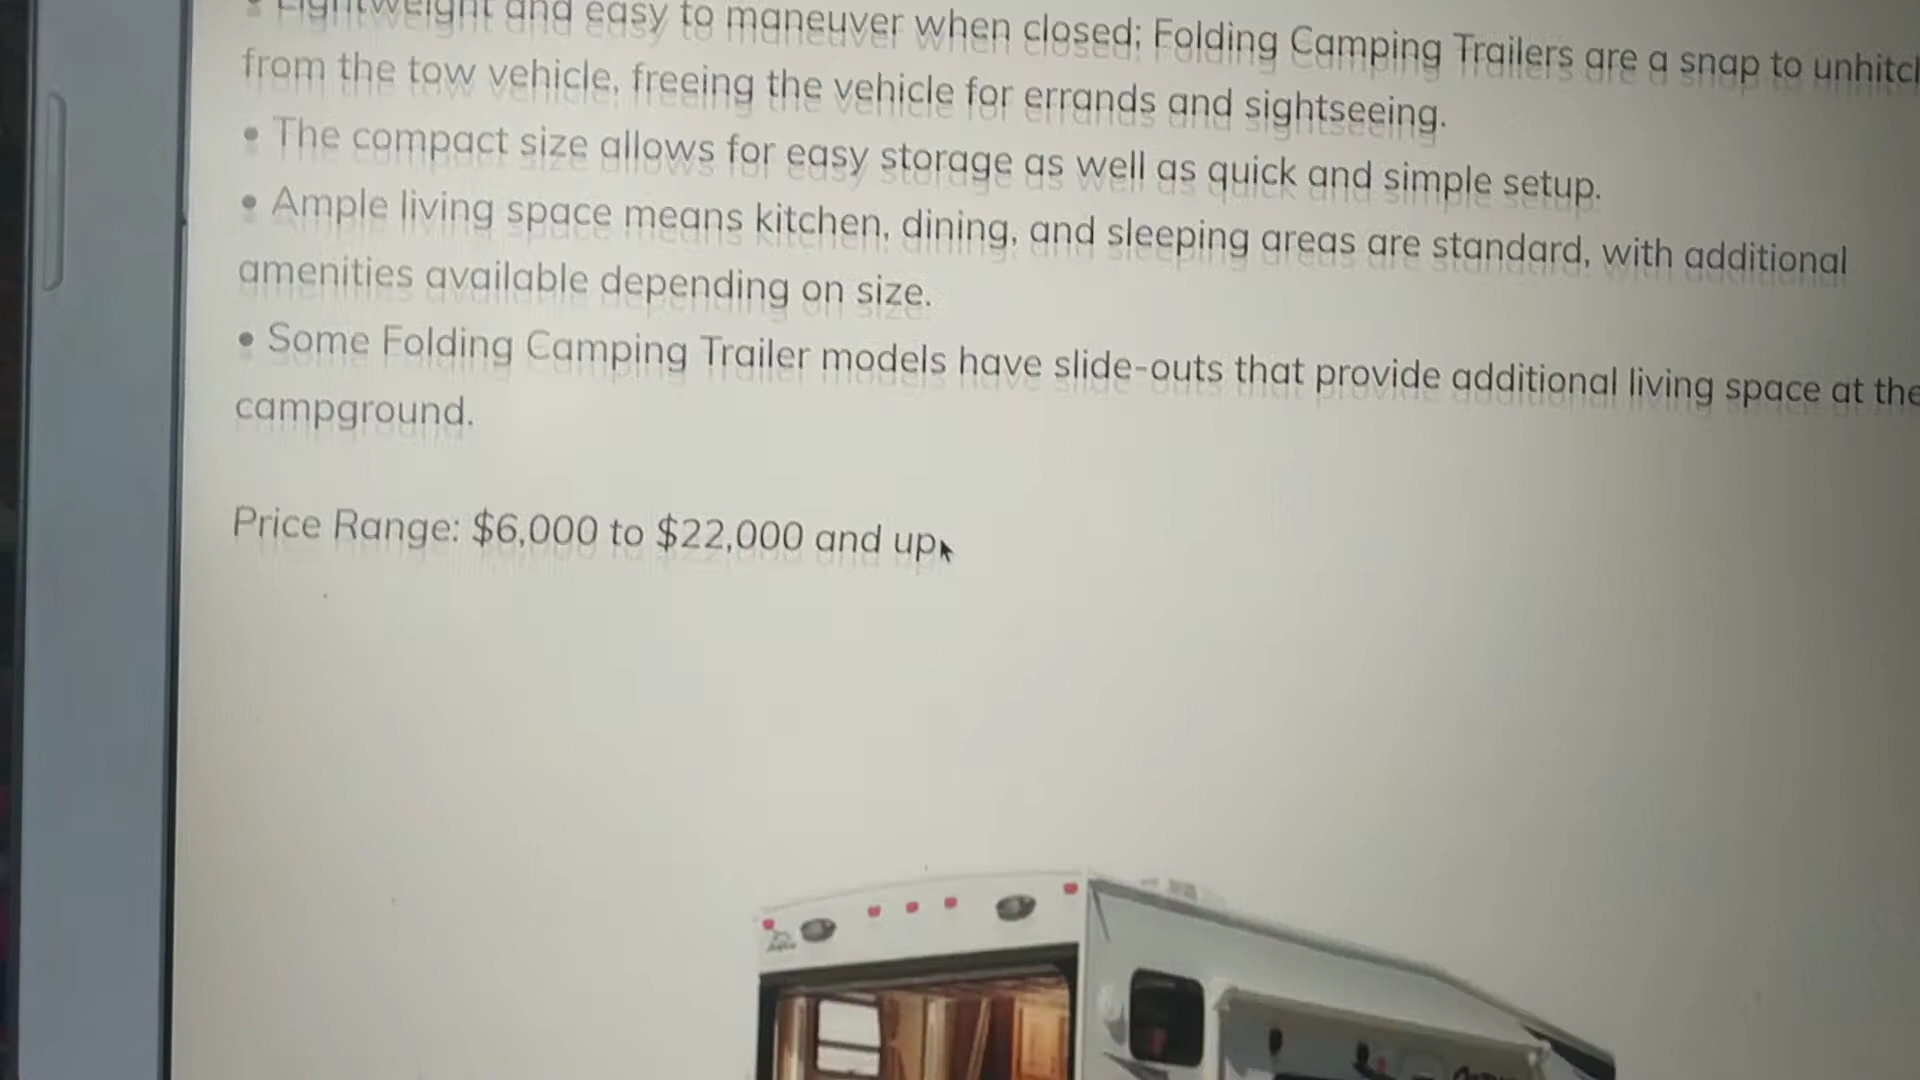 • Lightweight and easy to maneuver when closed; Folding Camping Trailers are a snap to unhitch
from the tow vehicle, freeing the vehicle for errands and sightseeing.
• The compact size allows for easy storage as well as quick and simple setup.
• Ample living space means kitchen, dining, and sleeping areas are standard, with additional
amenities available depending on size.
• Some Folding Camping Trailer models have slide-outs that provide additional living space at the
campground.
Price Range: $6,000 to $22,000 and up